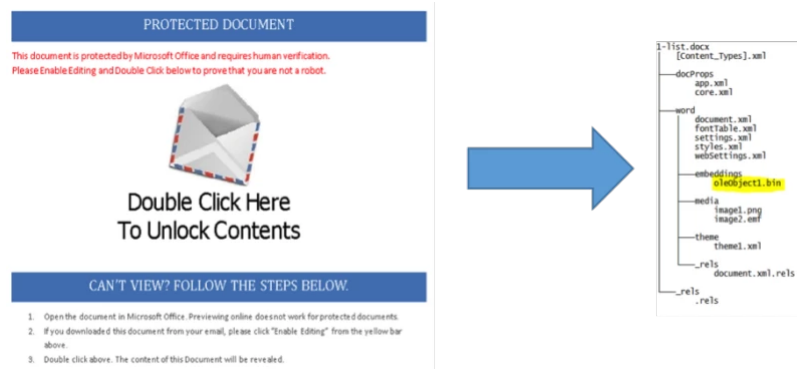 PROTECTED DOCUMENT
This document is protected by Microsoft Office and requires human verification.
Please Enable Editing and Double Click below to prove that you are not a robot.
Double Click Here
To Unlock Contents
CAN'T VIEW? FOLLOW THE STEPS BELOW.
1. Open the document in Microsoft Office. Previewing online does not work for protected documents.
2. If you downloaded this document from your email, please click "Enable Editing" from the yellow bar
above.
3. Double click above. The content of this Document will be revealed.
1-list.docx
[Content_Types].xml
docProps
app.xml
core.xml
word
document.xml
fontTable.xml
settings.xml
styles.xml
webSettings.xml
embeddings
oleObject1.bin
media
image1.png
image2.emf
theme
theme1.xml
_rels
document.xml.rels
_rels
.rels